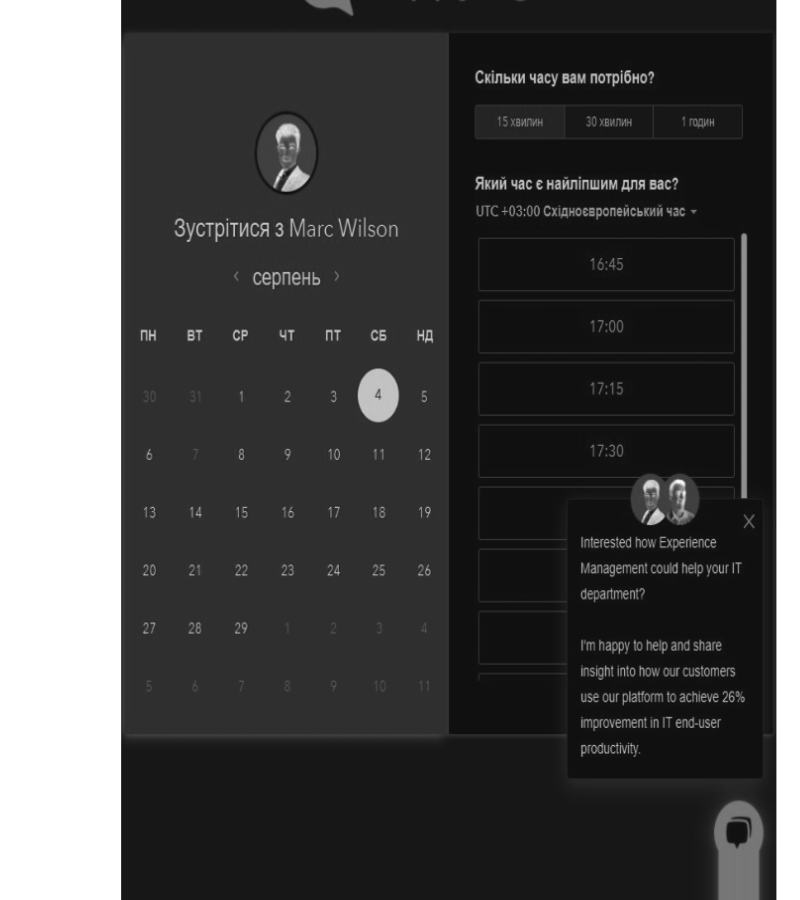 Скільки часу вам потрібно?
15 хвилин 30 хвилин 1 годин
Який час є найліпшим для вас?
UTC +03:00 Східноєвропейський час
Зустрітися з Marc Wilson
‹ серпень ›
ПН ВТ СР ЧТ ПТ СБ НД
30 31 1 2 3 4 5
6 7 8 9 10 11 12
13 14 15 16 17 18 19
20 21 22 23 24 25 26
27 28 29 1 2 3 4
5 6 7 8 9 10 11
16:45
17:00
17:15
17:30
Interested how Experience
Management could help your IT
department?
I'm happy to help and share
insight into how our customers
use our platform to achieve 26%
improvement in IT end-user
productivity.